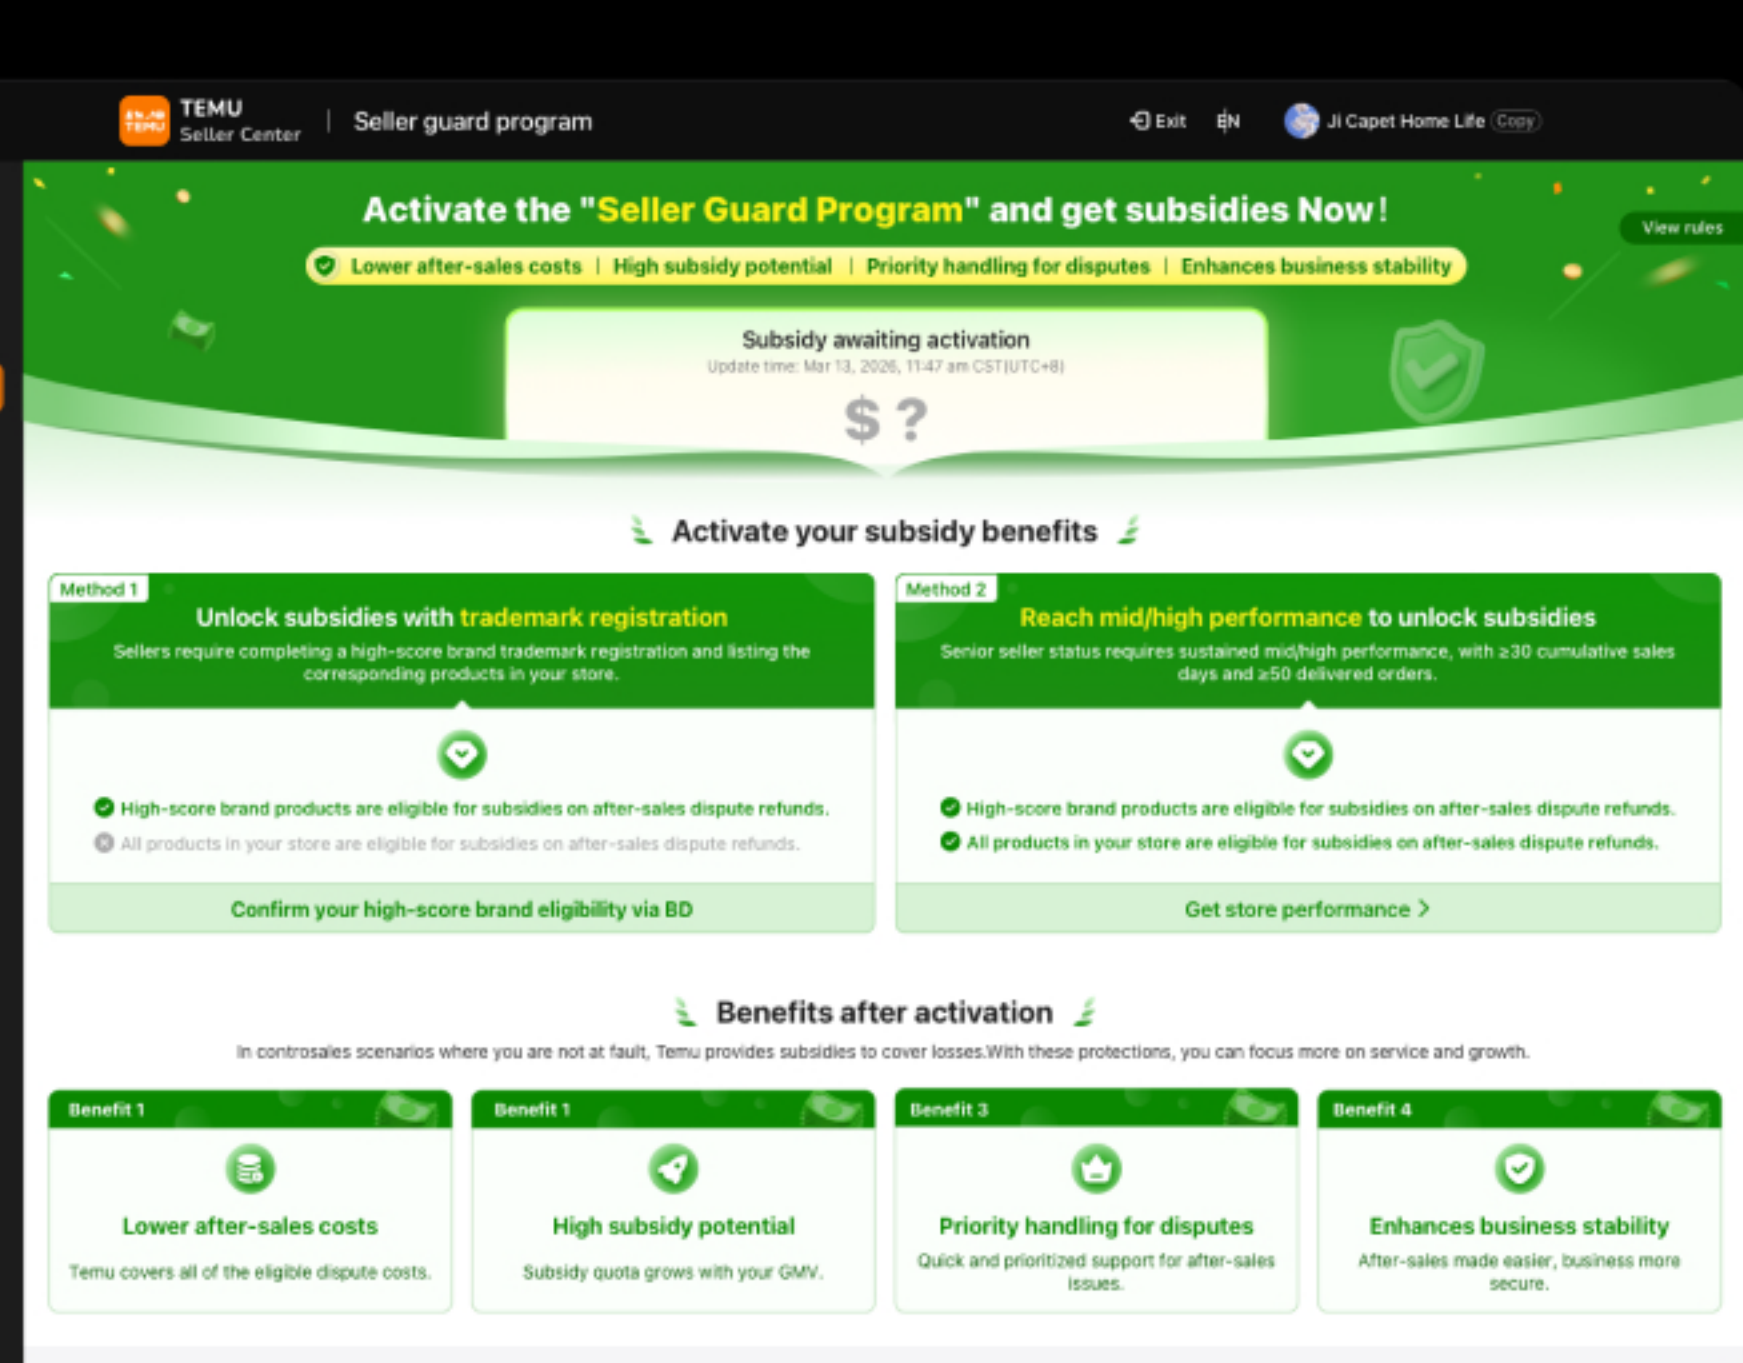 TEMU
Seller Center
Seller guard program
Exit
EN
Ji Capet Home Life
Copy
Activate the "Seller Guard Program" and get subsidies Now!
View rules
Lower after-sales costs | High subsidy potential | Priority handling for disputes | Enhances business stability
Subsidy awaiting activation
Update time: Mar 13, 2026, 11:47 am CST(UTC+8)
$ ?
Activate your subsidy benefits
Method 1
Unlock subsidies with trademark registration
Sellers require completing a high-score brand trademark registration and listing the
corresponding products in your store.
High-score brand products are eligible for subsidies on after-sales dispute refunds.
All products in your store are eligible for subsidies on after-sales dispute refunds.
Confirm your high-score brand eligibility via BD
Method 2
Reach mid/high performance to unlock subsidies
Senior seller status requires sustained mid/high performance, with ≥30 cumulative sales
days and ≥50 delivered orders.
High-score brand products are eligible for subsidies on after-sales dispute refunds.
All products in your store are eligible for subsidies on after-sales dispute refunds.
Get store performance >
Benefits after activation
In controsales scenarios where you are not at fault, Temu provides subsidies to cover losses.With these protections, you can focus more on service and growth.
Benefit 1
Lower after-sales costs
Temu covers all of the eligible dispute costs.
Benefit 1
High subsidy potential
Subsidy quota grows with your GMV.
Benefit 3
Priority handling for disputes
Quick and prioritized support for after-sales
issues.
Benefit 4
Enhances business stability
After-sales made easier, business more
secure.